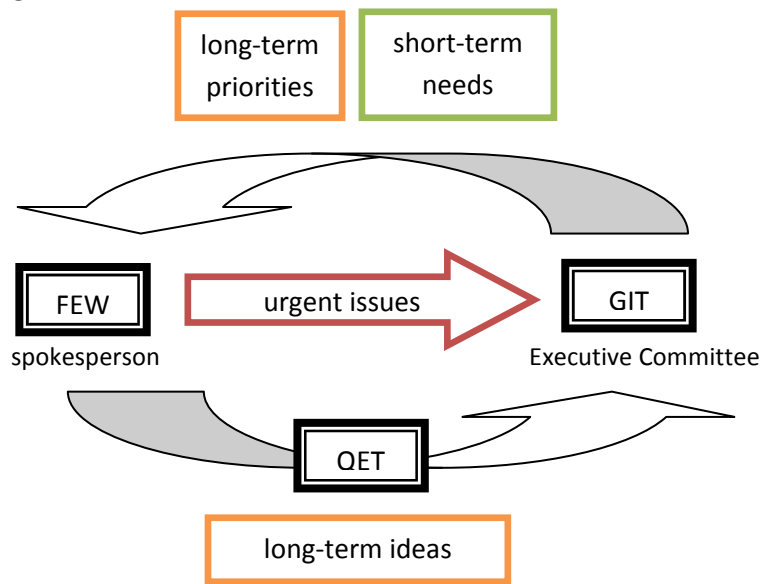 long-term
priorities
short-term
needs
FEW
urgent issues
GIT
spokesperson
Executive Committee
QET
long-term ideas